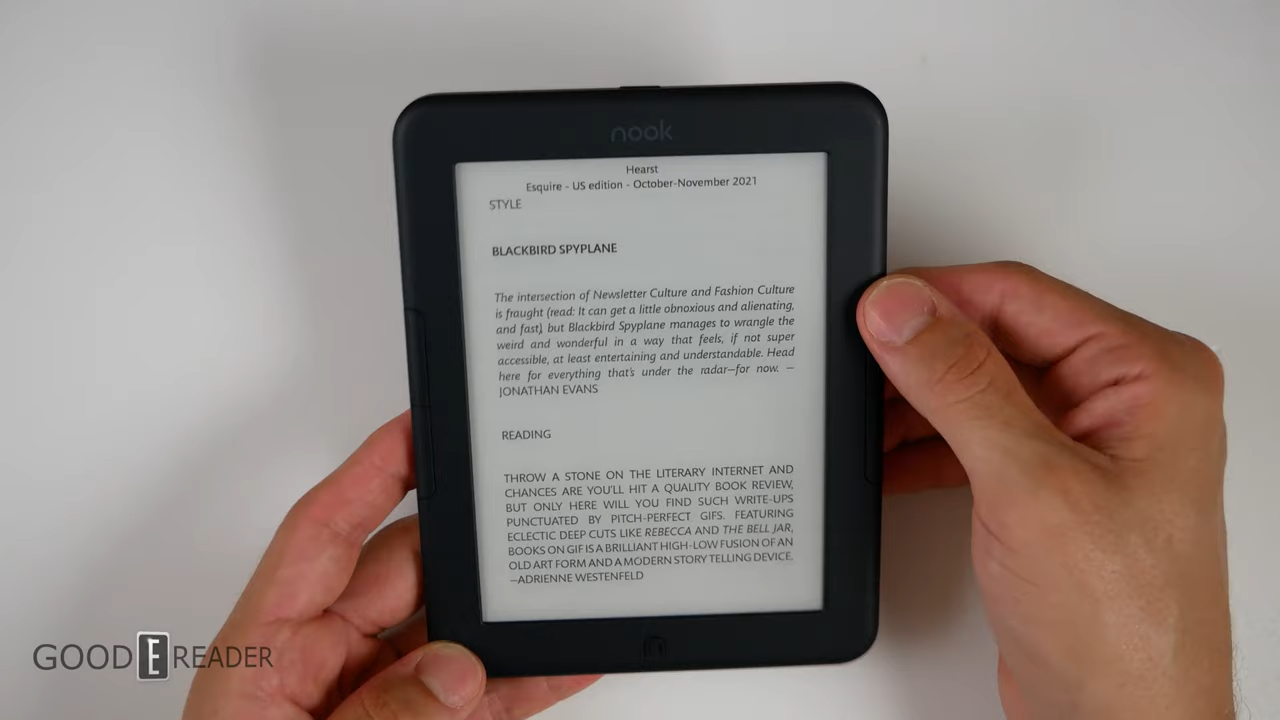 nook
Hearst
Esquire - US edition - October-November 2021
STYLE
BLACKBIRD SPYPLANE
The intersection of Newsletter Culture and Fashion Culture
is fraught (read: It can get a little obnoxious and alienating,
and fast), but Blackbird Spyplane manages to wrangle the
weird and wonderful in a way that feels, if not super
accessible, at least entertaining and understandable. Head
here for everything that's under the radar—for now. —
JONATHAN EVANS
READING
THROW A STONE ON THE LITERARY INTERNET AND
CHANCES ARE YOU'LL HIT A QUALITY BOOK REVIEW,
BUT ONLY HERE WILL YOU FIND SUCH WRITE-UPS
PUNCTUATED BY PITCH-PERFECT GIFS. FEATURING
ECLECTIC DEEP CUTS LIKE REBECCA AND THE BELL JAR,
BOOKS ON GIF IS A BRILLIANT HIGH-LOW FUSION OF AN
OLD ART FORM AND A MODERN STORY TELLING DEVICE.
—ADRIENNE WESTENFELD
GOOD E READER